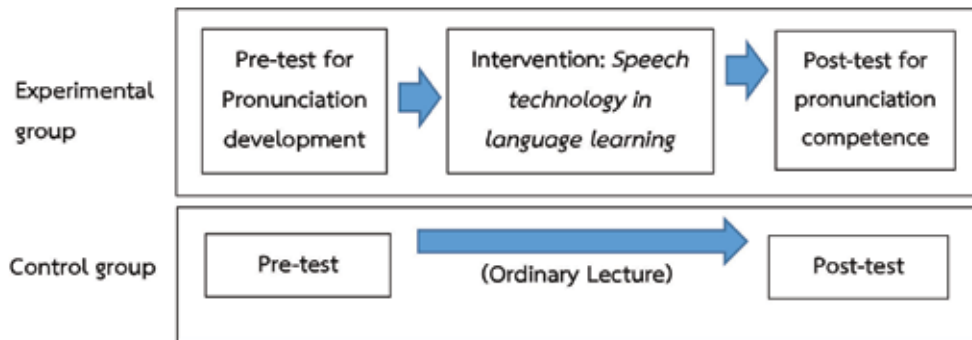 Experimental
group
Pre-test for
Pronunciation
development
Intervention: Speech
technology in
language learning
Post-test for
pronunciation
competence
Control group
Pre-test
(Ordinary Lecture)
Post-test